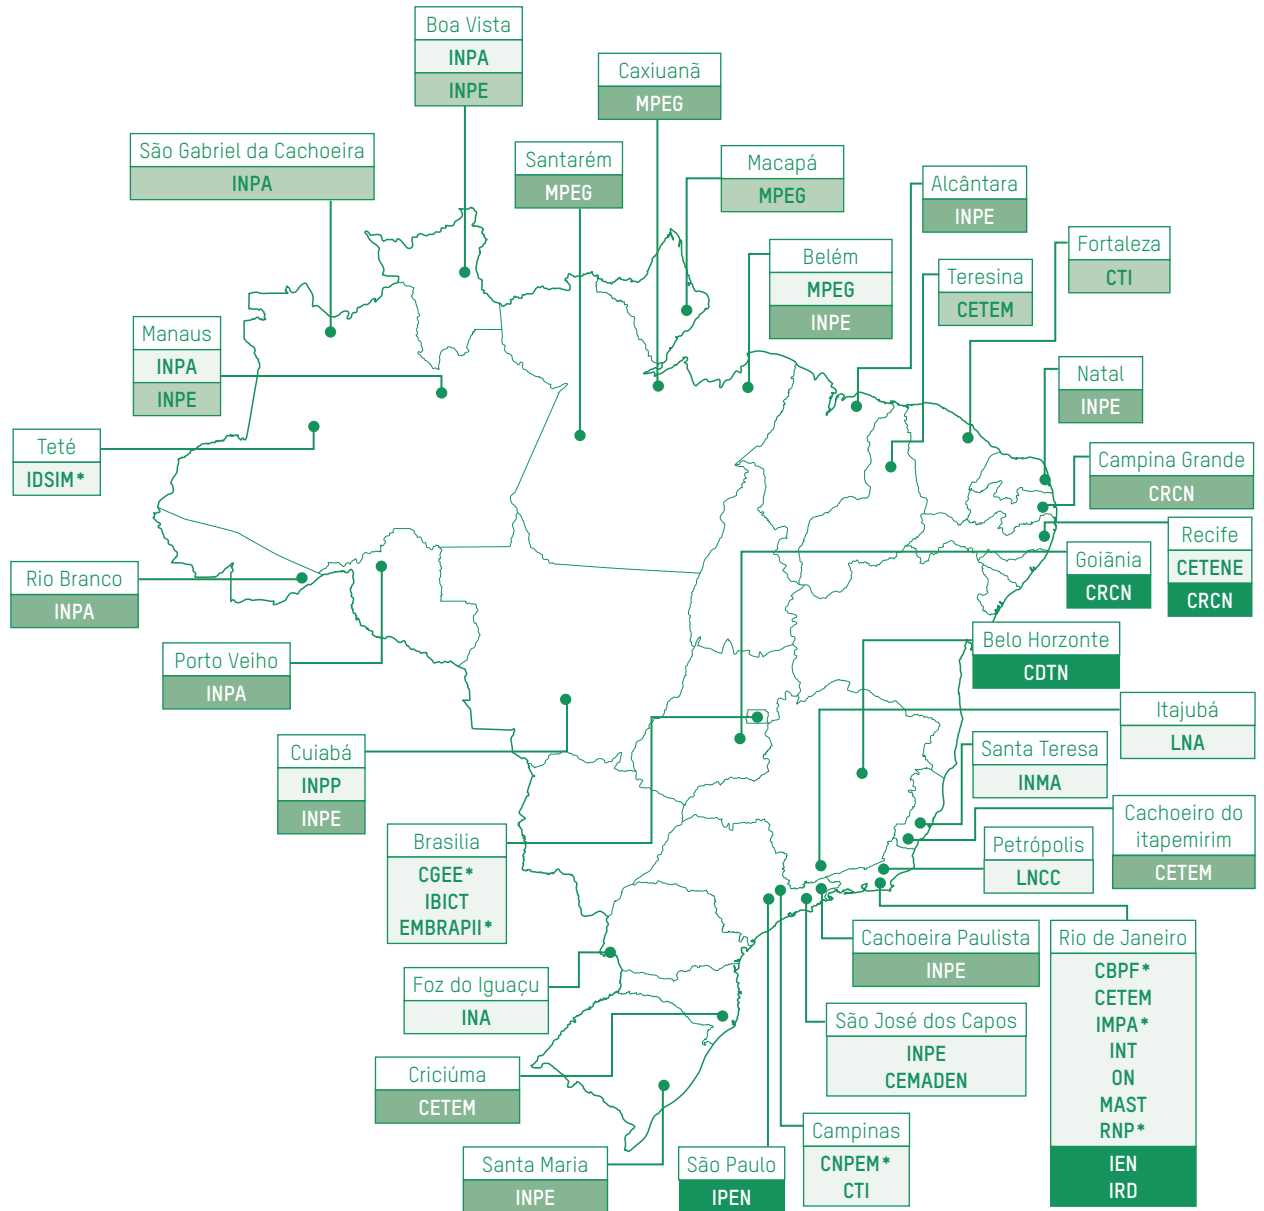 Boa Vista
INPA
INPE
Caxiuanã
MPEG
São Gabriel da Cachoeira
INPA
Santarém
MPEG
Macapá
MPEG
Alcântara
INPE
Fortaleza
CTI
Belém
MPEG
INPE
Teresina
CETEM
Manaus
INPA
INPE
Natal
INPE
Teté
IDSIM*
Campina Grande
CRCN
Recife
CETENE
CRCN
Goiãnia
CRCN
Rio Branco
INPA
Belo Horzonte
CDTN
Porto Veiho
INPA
Itajubá
LNA
Cuiabá
INPP
INPE
Santa Teresa
INMA
Cachoeiro do
itapemirim
CETEM
Brasilia
CGEE*
IBICT
EMBRAPII*
Petrópolis
LNCC
Cachoeira Paulista
INPE
Rio de Janeiro
CBPF*
CETEM
IMPA*
INT
ON
MAST
RNP*
IEN
IRD
Foz do Iguaçu
INA
São José dos Capos
INPE
CEMADEN
Criciúma
CETEM
Campinas
CNPEM*
CTI
Santa Maria
INPE
São Paulo
IPEN